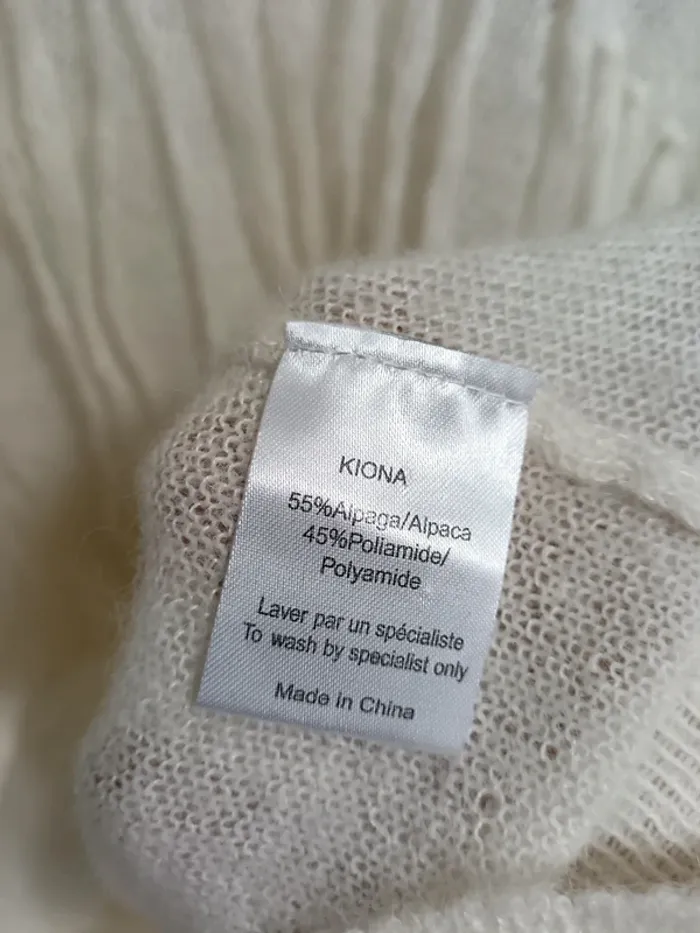 KIONA
55%Alpaga/Alpaca
45%Poliamide/
Polyamide
Laver par un spécialiste
To wash by specialist only
Made in China